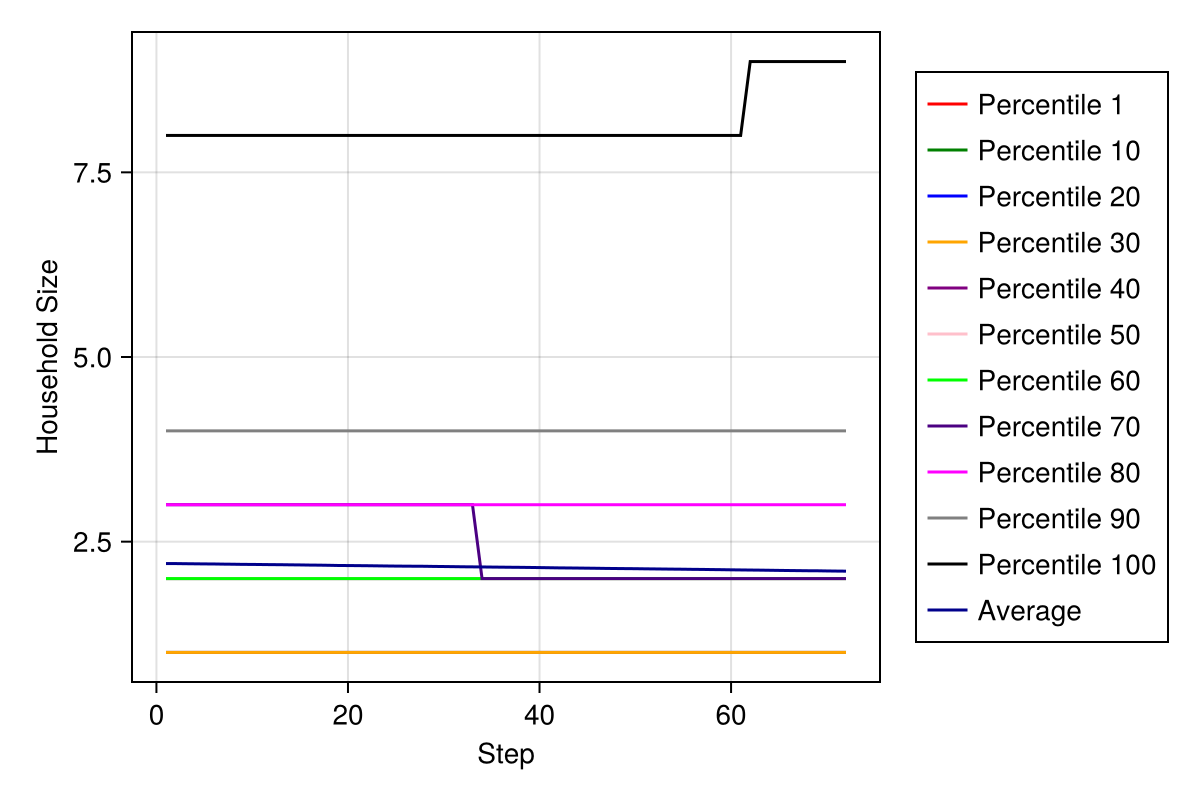 7.5
5.0
2.5
Household Size
0 20 40 60
Step
Percentile 1
Percentile 10
Percentile 20
Percentile 30
Percentile 40
Percentile 50
Percentile 60
Percentile 70
Percentile 80
Percentile 90
Percentile 100
Average